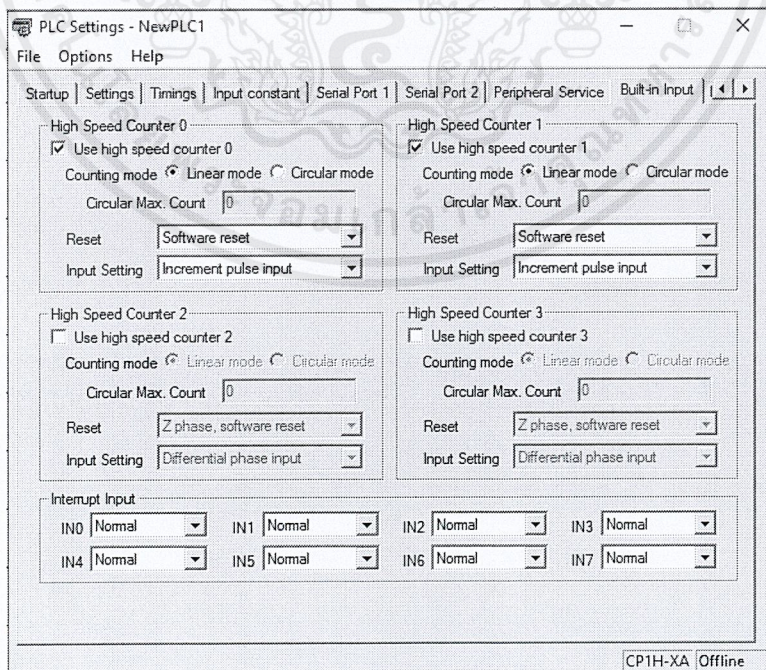 PLC Settings - NewPLC1
File Options Help
Startup Settings Timings Input constant Serial Port 1 Serial Port 2 Peripheral Service Built-in Input
High Speed Counter 0
Use high speed counter 0
Counting mode Linear mode Circular mode
Circular Max. Count 0
Reset Software reset
Input Setting Increment pulse input
High Speed Counter 1
Use high speed counter 1
Counting mode Linear mode Circular mode
Circular Max. Count 0
Reset Software reset
Input Setting Increment pulse input
High Speed Counter 2
Use high speed counter 2
Counting mode Linear mode Circular mode
Circular Max. Count 0
Reset Z phase, software reset
Input Setting Differential phase input
High Speed Counter 3
Use high speed counter 3
Counting mode Linear mode Circular mode
Circular Max. Count 0
Reset Z phase, software reset
Input Setting Differential phase input
Interrupt Input
IN0 Normal IN1 Normal IN2 Normal IN3 Normal
IN4 Normal IN5 Normal IN6 Normal IN7 Normal
CP1H-XA Offline